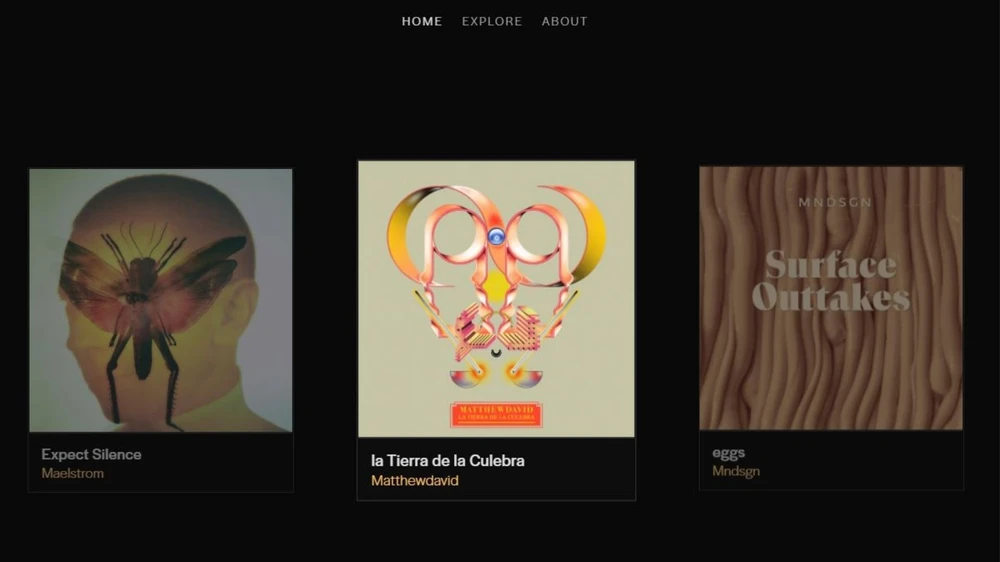 HOME EXPLORE ABOUT
Expect Silence
Maelstrom
MATTHEWDAVID
LA TIERRA DE LA CULEBRA
la Tierra de la Culebra
Matthewdavid
MNDSGN
Surface
Outtakes
eggs
Mndsgn